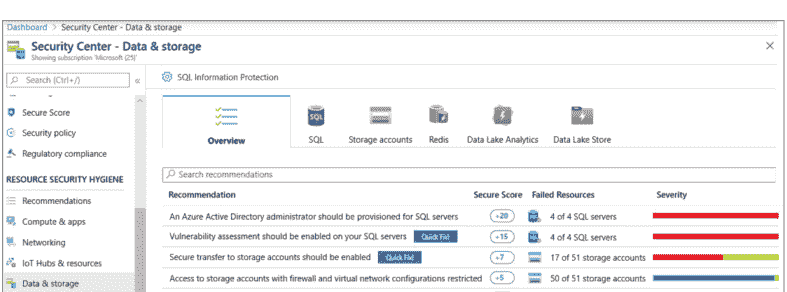 Dashboard > Security Center - Data & storage
Security Center - Data & storage
Showing subscription 'Microsoft (25)'
Search (Ctrl+/)
Secure Score
Security policy
Regulatory compliance
RESOURCE SECURITY HYGIENE
Recommendations
Compute & apps
Networking
IoT Hubs & resources
Data & storage
SQL Information Protection
Overview
SQL
Storage accounts
Redis
Data Lake Analytics
Data Lake Store
Search recommendations
Recommendation Secure Score Failed Resources Severity
An Azure Active Directory administrator should be provisioned for SQL servers +20 4 of 4 SQL servers
Vulnerability assessment should be enabled on your SQL servers Quick Fix! +15 4 of 4 SQL servers
Secure transfer to storage accounts should be enabled Quick Fix! +7 17 of 51 storage accounts
Access to storage accounts with firewall and virtual network configurations restricted +5 50 of 51 storage accounts